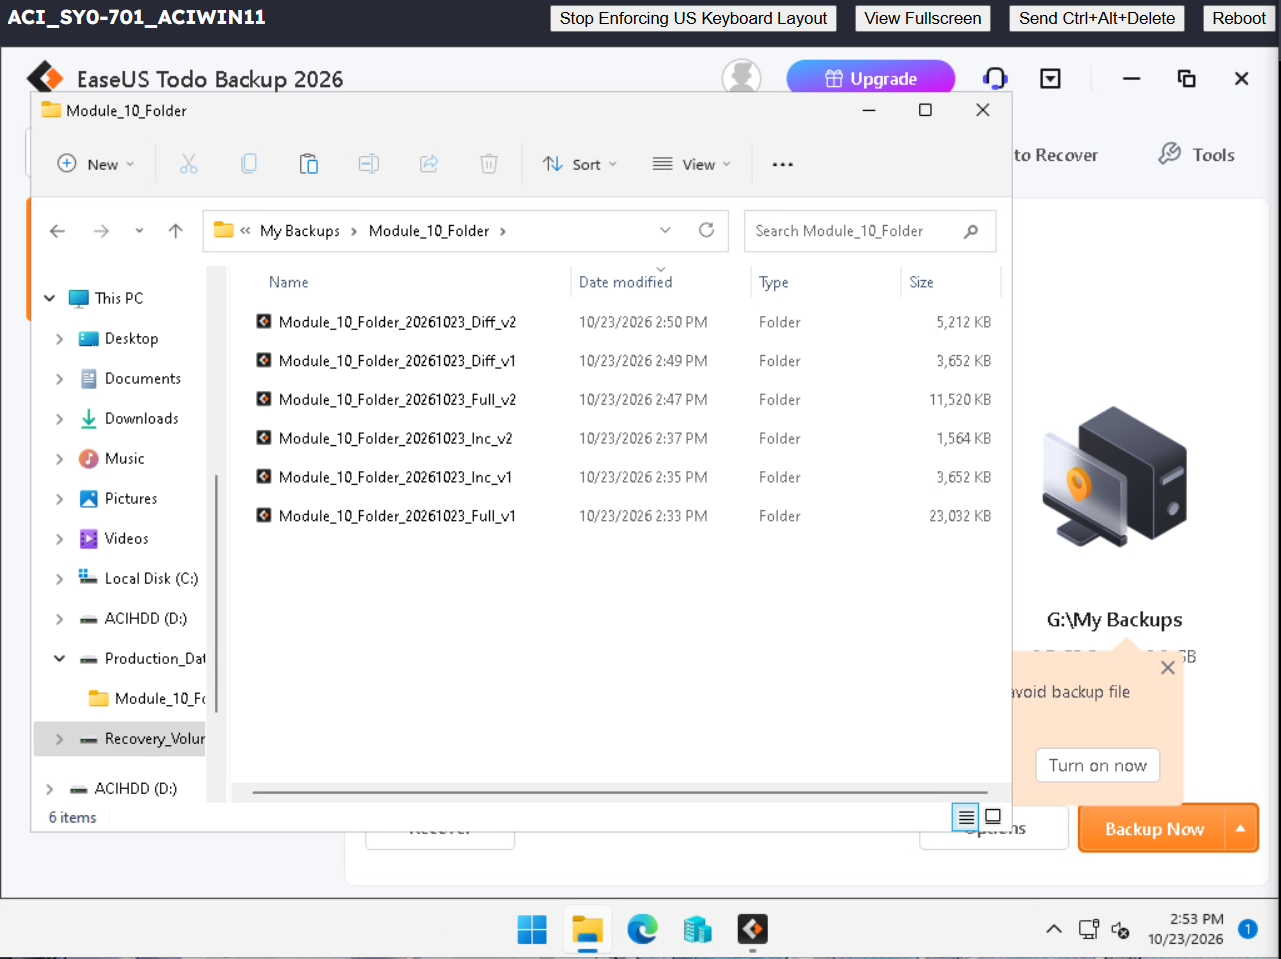 ACI_SY0-701_ACIWIN11
Stop Enforcing US Keyboard Layout
View Fullscreen
Send Ctrl+Alt+Delete
Reboot
EaseUS Todo Backup 2026
Upgrade
Module_10_Folder
New
Sort
View
to Recover
Tools
« My Backups > Module_10_Folder >
Search Module_10_Folder
Name
Date modified
Type
Size
This PC
Desktop
Documents
Downloads
Music
Pictures
Videos
Local Disk (C:)
ACIHDD (D:)
Production_Dat
Module_10_Fo
Recovery_Volur
ACIHDD (D:)
Module_10_Folder_20261023_Diff_v2 10/23/2026 2:50 PM Folder 5,212 KB
Module_10_Folder_20261023_Diff_v1 10/23/2026 2:49 PM Folder 3,652 KB
Module_10_Folder_20261023_Full_v2 10/23/2026 2:47 PM Folder 11,520 KB
Module_10_Folder_20261023_Inc_v2 10/23/2026 2:37 PM Folder 1,564 KB
Module_10_Folder_20261023_Inc_v1 10/23/2026 2:35 PM Folder 3,652 KB
Module_10_Folder_20261023_Full_v1 10/23/2026 2:33 PM Folder 23,032 KB
6 items
G:\My Backups
avoid backup file
Turn on now
Backup Now
2:53 PM
10/23/2026
1